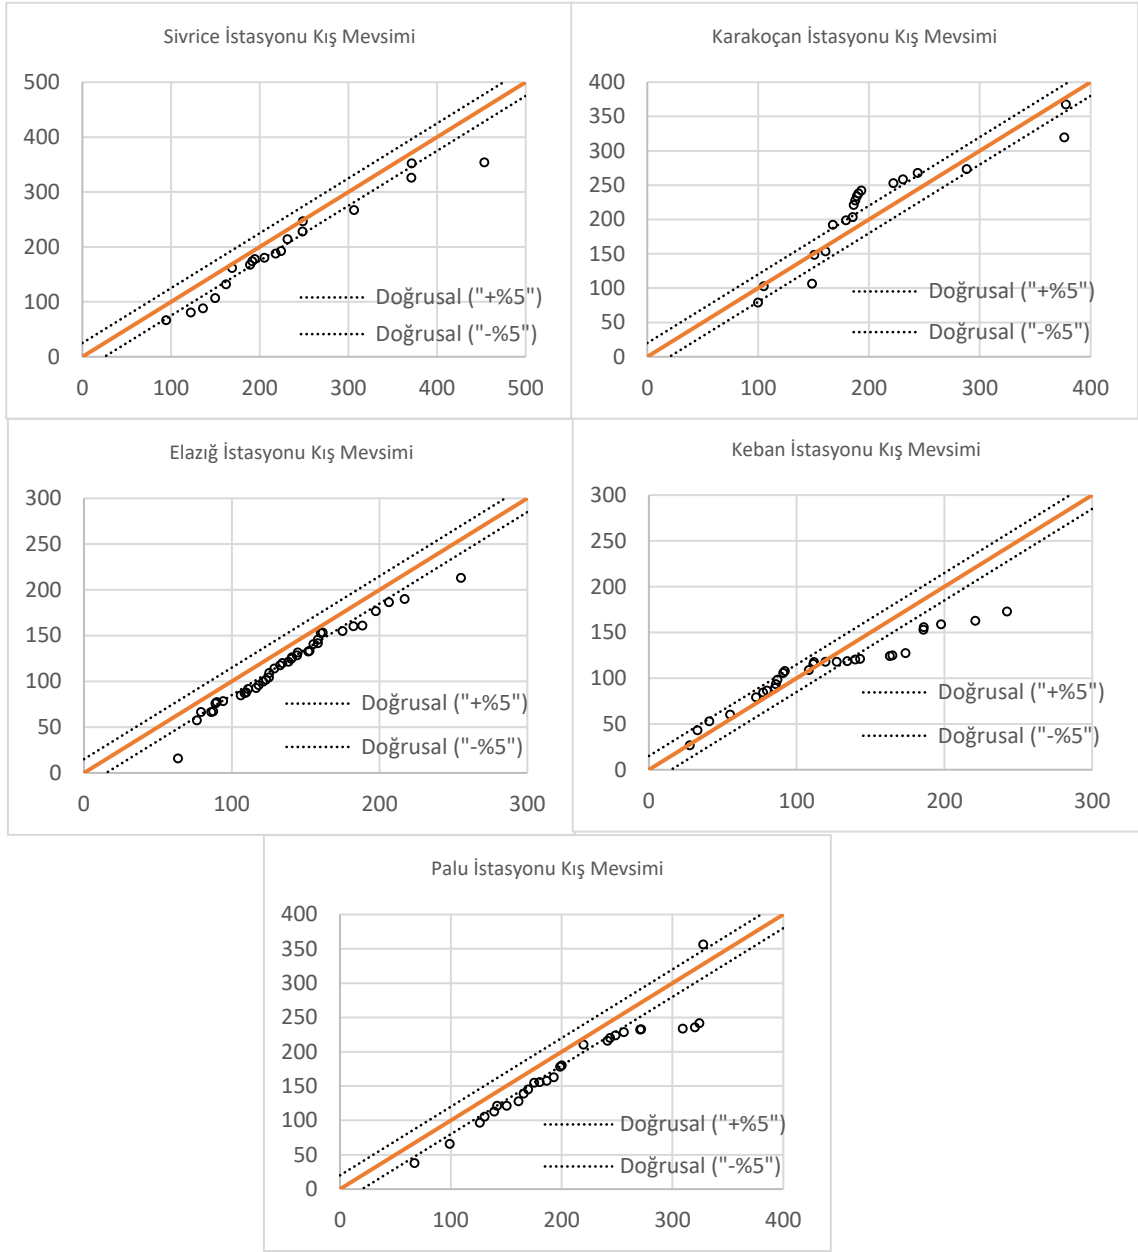 Sivrice İstasyonu Kış Mevsimi
500
400
300
200
100
0
Doğrusal ("+%5")
Doğrusal ("-%5")
0 100 200 300 400 500
Karakoçan İstasyonu Kış Mevsimi
400
350
300
250
200
150
100
50
0
Doğrusal ("+%5")
Doğrusal ("-%5")
0 100 200 300 400
Elazığ İstasyonu Kış Mevsimi
300
250
200
150
100
50
0
Doğrusal ("+%5")
Doğrusal ("-%5")
0 100 200 300
Keban İstasyonu Kış Mevsimi
300
250
200
150
100
50
0
Doğrusal ("+%5")
Doğrusal ("-%5")
0 100 200 300
Palu İstasyonu Kış Mevsimi
400
350
300
250
200
150
100
50
0
Doğrusal ("+%5")
Doğrusal ("-%5")
0 100 200 300 400